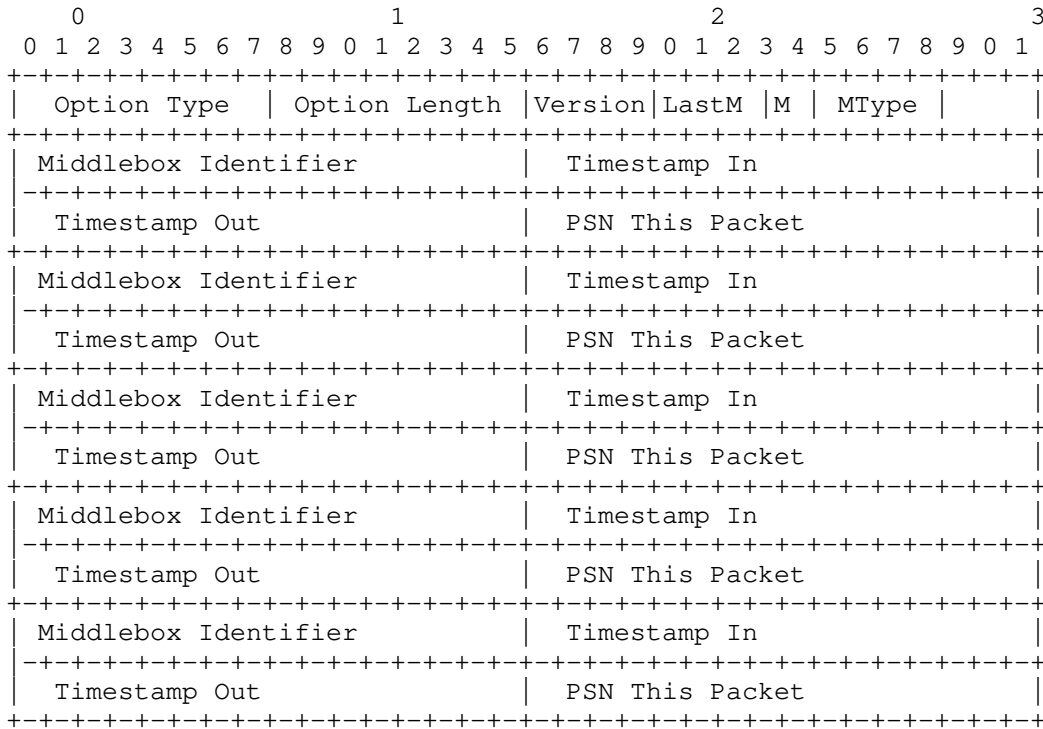 0                   1                   2                   3
 0 1 2 3 4 5 6 7 8 9 0 1 2 3 4 5 6 7 8 9 0 1 2 3 4 5 6 7 8 9 0 1
+-+-+-+-+-+-+-+-+-+-+-+-+-+-+-+-+-+-+-+-+-+-+-+-+-+-+-+-+-+-+-+-+
|  Option Type  | Option Length |Version|LastM |M | MType |     |
+-+-+-+-+-+-+-+-+-+-+-+-+-+-+-+-+-+-+-+-+-+-+-+-+-+-+-+-+-+-+-+-+
| Middlebox Identifier          |  Timestamp In                 |
|-+-+-+-+-+-+-+-+-+-+-+-+-+-+-+-+-+-+-+-+-+-+-+-+-+-+-+-+-+-+-+-+
|  Timestamp Out                |  PSN This Packet              |
+-+-+-+-+-+-+-+-+-+-+-+-+-+-+-+-+-+-+-+-+-+-+-+-+-+-+-+-+-+-+-+-+
| Middlebox Identifier          |  Timestamp In                 |
|-+-+-+-+-+-+-+-+-+-+-+-+-+-+-+-+-+-+-+-+-+-+-+-+-+-+-+-+-+-+-+-+
|  Timestamp Out                |  PSN This Packet              |
+-+-+-+-+-+-+-+-+-+-+-+-+-+-+-+-+-+-+-+-+-+-+-+-+-+-+-+-+-+-+-+-+
| Middlebox Identifier          |  Timestamp In                 |
|-+-+-+-+-+-+-+-+-+-+-+-+-+-+-+-+-+-+-+-+-+-+-+-+-+-+-+-+-+-+-+-+
|  Timestamp Out                |  PSN This Packet              |
+-+-+-+-+-+-+-+-+-+-+-+-+-+-+-+-+-+-+-+-+-+-+-+-+-+-+-+-+-+-+-+-+
| Middlebox Identifier          |  Timestamp In                 |
|-+-+-+-+-+-+-+-+-+-+-+-+-+-+-+-+-+-+-+-+-+-+-+-+-+-+-+-+-+-+-+-+
|  Timestamp Out                |  PSN This Packet              |
+-+-+-+-+-+-+-+-+-+-+-+-+-+-+-+-+-+-+-+-+-+-+-+-+-+-+-+-+-+-+-+-+
| Middlebox Identifier          |  Timestamp In                 |
|-+-+-+-+-+-+-+-+-+-+-+-+-+-+-+-+-+-+-+-+-+-+-+-+-+-+-+-+-+-+-+-+
|  Timestamp Out                |  PSN This Packet              |
+-+-+-+-+-+-+-+-+-+-+-+-+-+-+-+-+-+-+-+-+-+-+-+-+-+-+-+-+-+-+-+-+